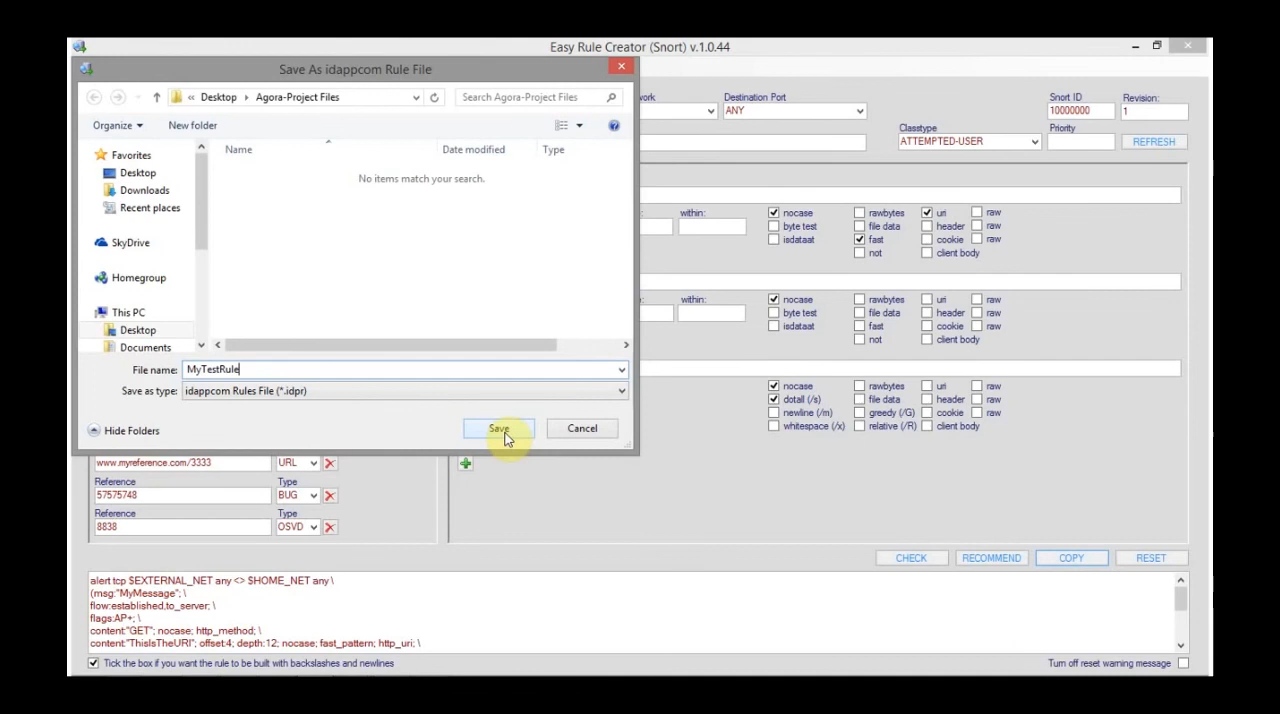 Easy Rule Creator (Snort) v.1.0.44
Save As idappcom Rule File
« Desktop Agora-Project Files
Search Agora-Project Files
Organize
New folder
Name
Date modified
Type
No items match your search.
Favorites
Desktop
Downloads
Recent places
SkyDrive
Homegroup
This PC
Desktop
Documents
File name: MyTestRule
Save as type: idappcom Rules File (*.idpr)
Hide Folders
Save
Cancel
Destination Port
ANY
Snort ID
10000000
Revision:
1
Classtype
ATTEMPTED-USER
Priority
REFRESH
within:
nocase rawbytes uri raw
byte test file data header raw
isdataat fast cookie raw
not client body
within:
nocase rawbytes uri raw
byte test file data header raw
isdataat fast cookie raw
not client body
nocase rawbytes uri raw
dotall (/s) file data header raw
newline (/m) greedy (/G) cookie raw
whitespace (/x) relative (/R) client body
www.myreference.com/3333 URL
Reference Type
57575748 BUG
Reference Type
8838 OSVD
CHECK RECOMMEND COPY RESET
alert tcp $EXTERNAL_NET any <> $HOME_NET any \
(msg:"MyMessage"; \
flow:established,to_server; \
flags:AP+; \
content:"GET"; nocase; http_method; \
content:"ThisIsTheURI"; offset:4; depth:12; nocase; fast_pattern; http_uri; \
Tick the box if you want the rule to be built with backslashes and newlines
Turn off reset warning message